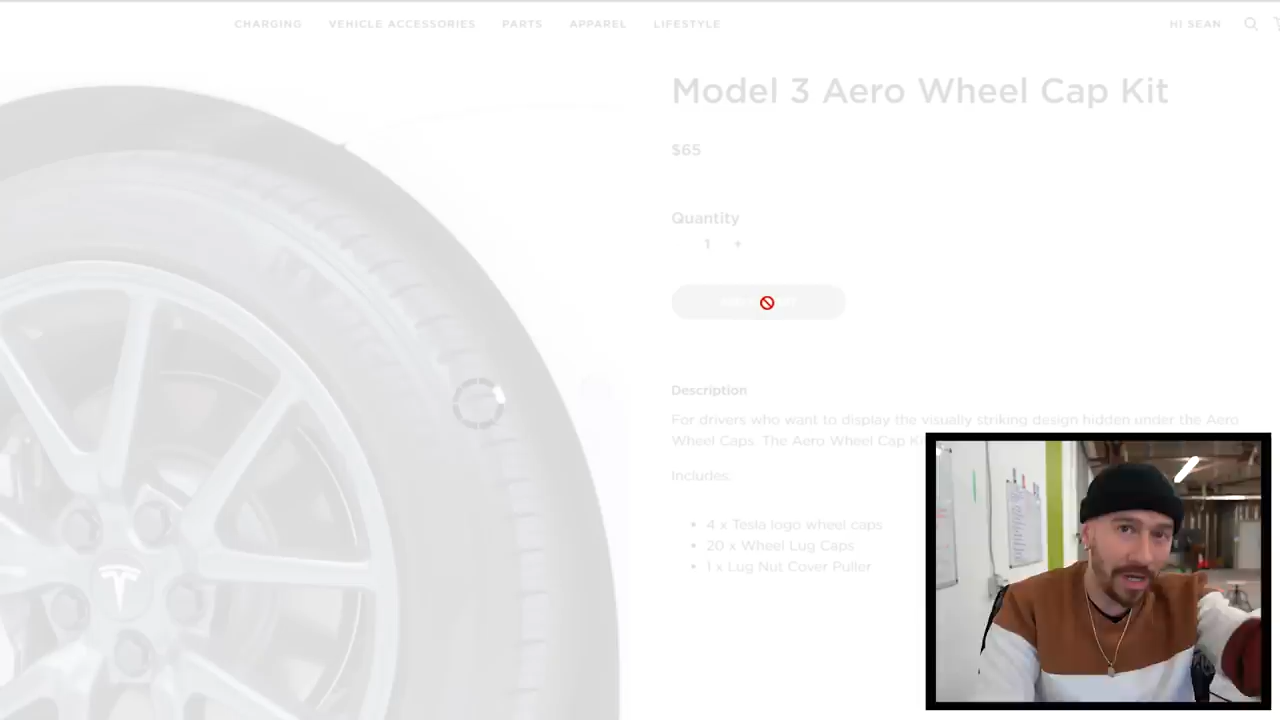 CHARGING VEHICLE ACCESSORIES PARTS APPAREL LIFESTYLE HI SEAN
Model 3 Aero Wheel Cap Kit
$65
Quantity
1 +
Description
For drivers who want to display the visually striking design hidden under the Aero
Wheel Caps. The Aero Wheel Cap
Includes:
• 4 x Tesla logo wheel caps
• 20 x Wheel Lug Caps
• 1 x Lug Nut Cover Puller